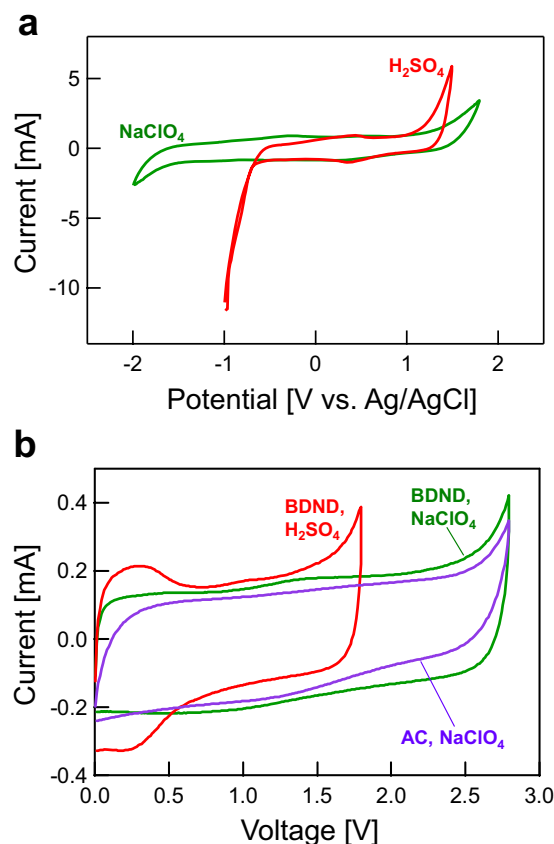 a
H₂SO₄
NaClO₄
Current [mA]
5
0
-5
-10
-2
-1
0
1
2
Potential [V vs. Ag/AgCl]
b
BDND,
H₂SO₄
BDND,
NaClO₄
AC, NaClO₄
Current [mA]
0.4
0.2
0.0
-0.2
-0.4
0.0
0.5
1.0
1.5
2.0
2.5
3.0
Voltage [V]